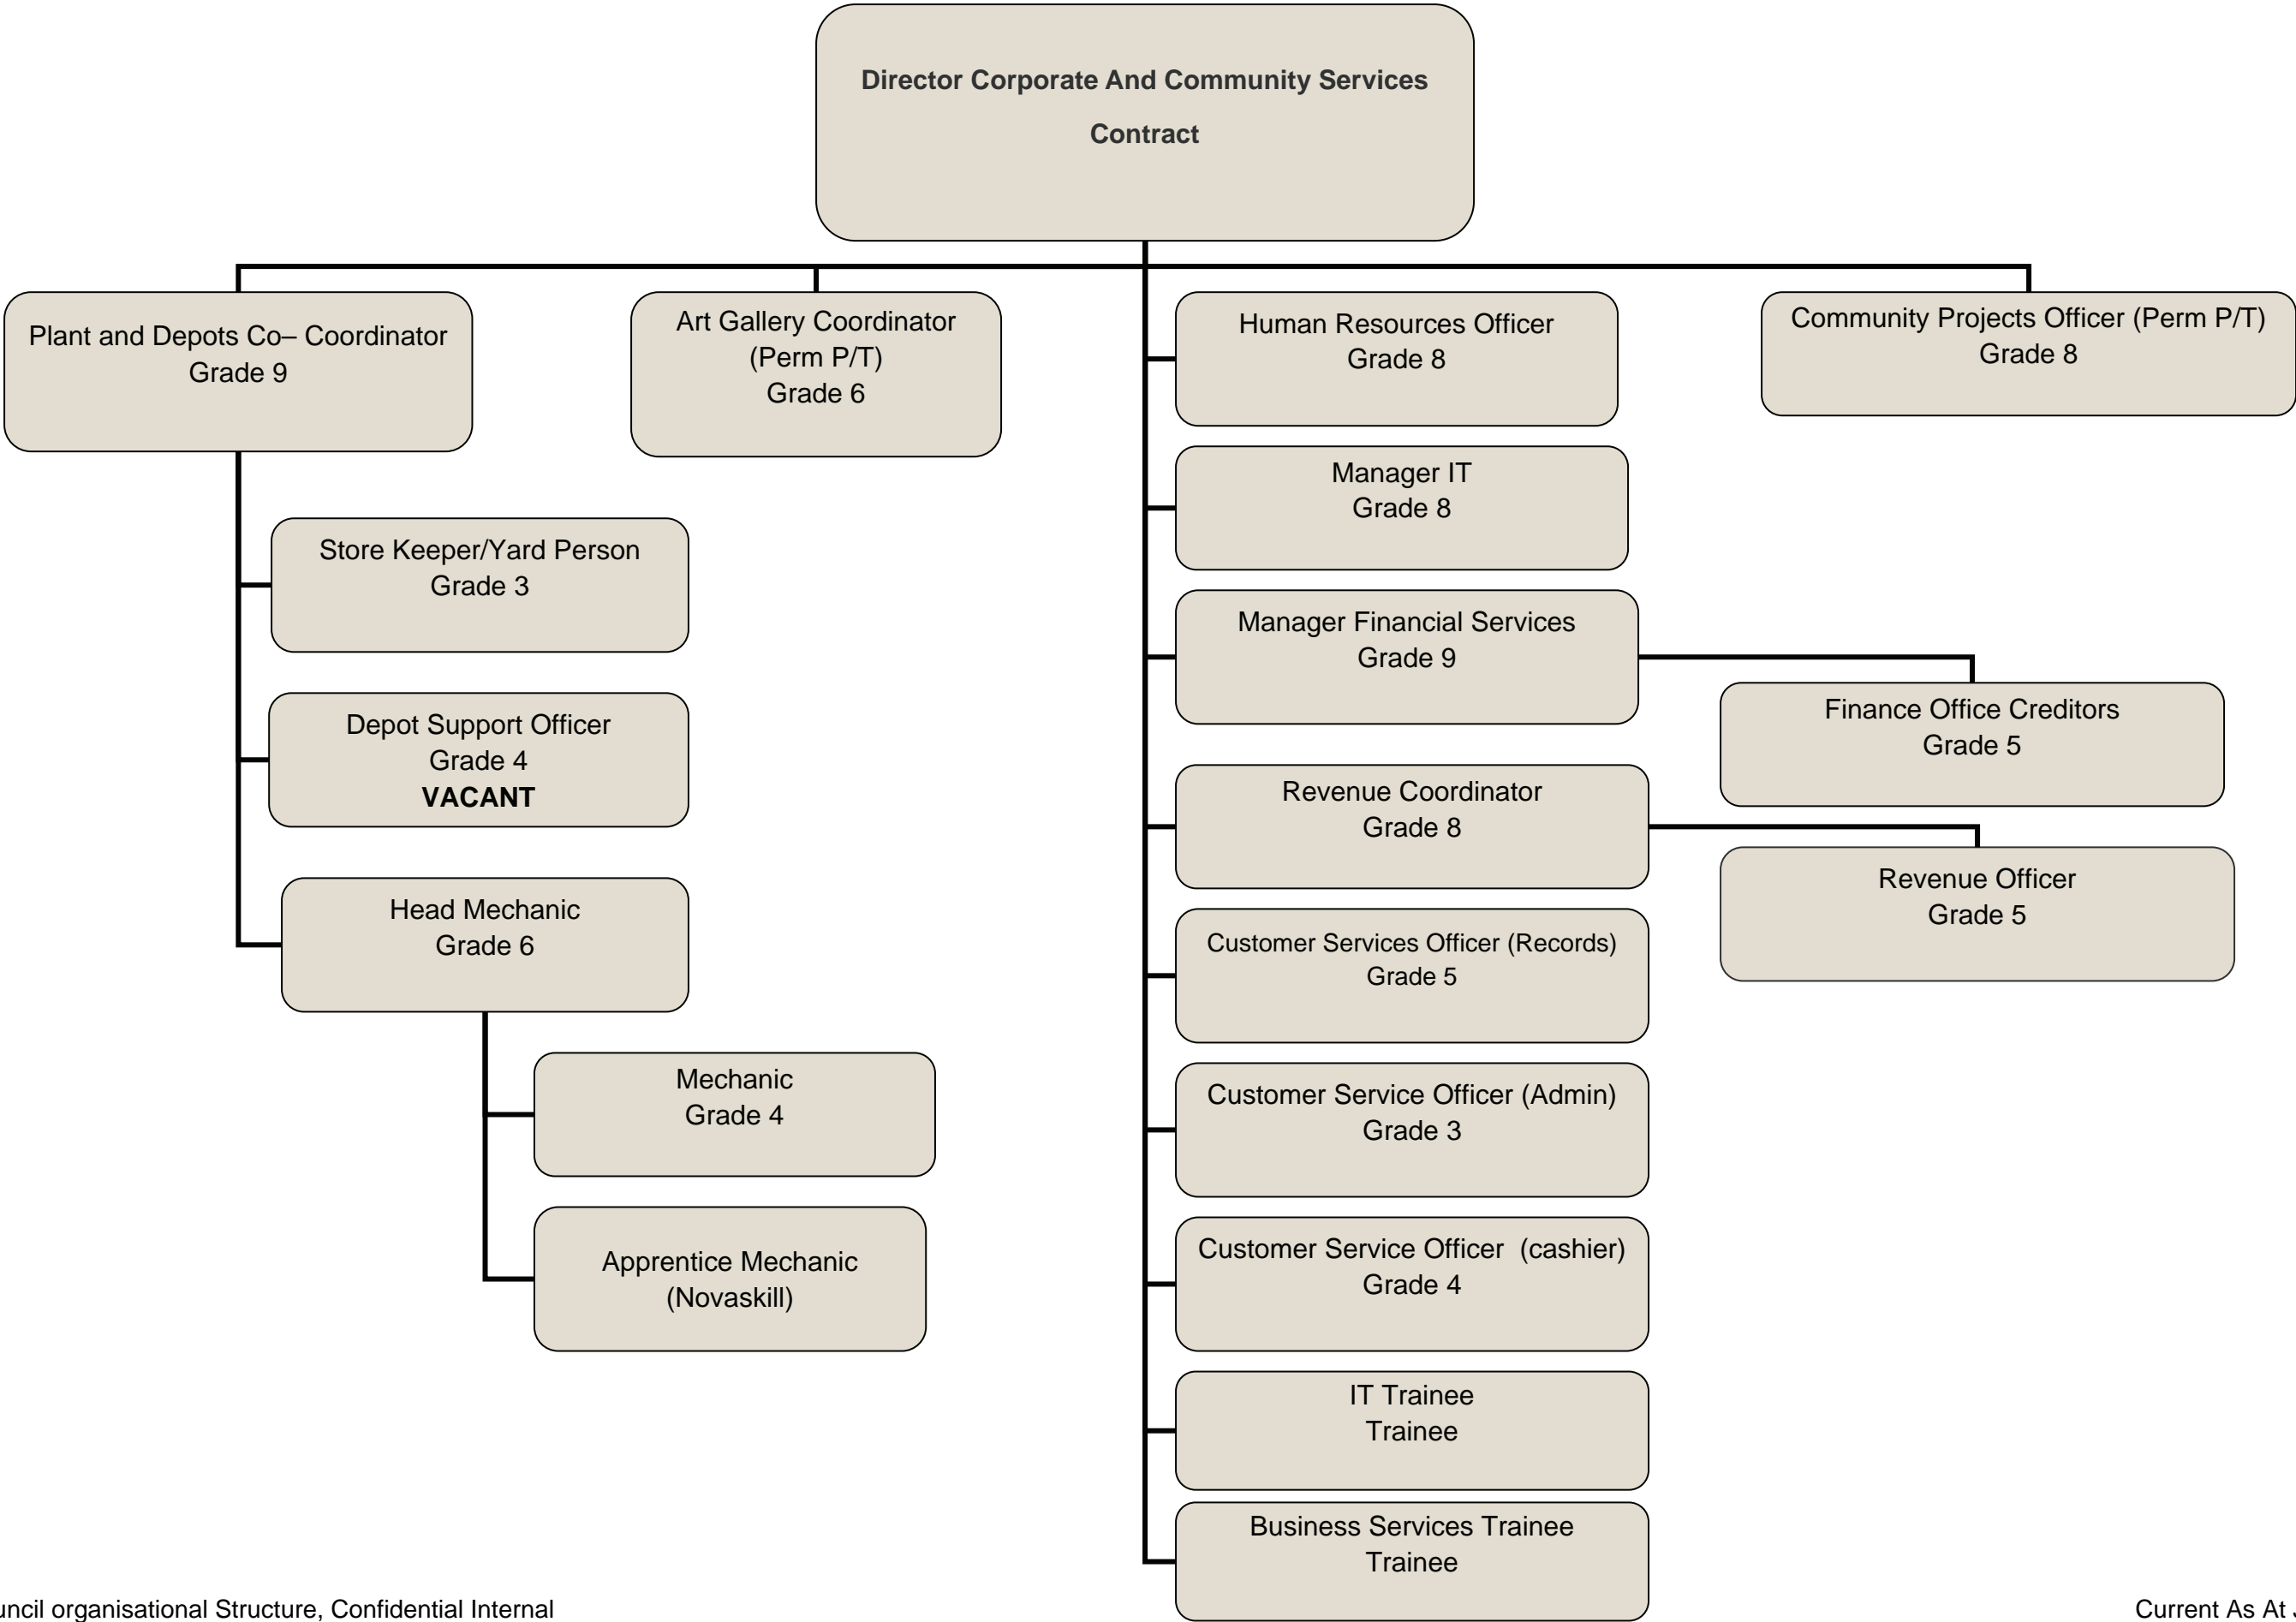 Director Corporate And Community Services
Contract
Plant and Depots Co– Coordinator
Grade 9
Art Gallery Coordinator
(Perm P/T)
Grade 6
Human Resources Officer
Grade 8
Community Projects Officer (Perm P/T)
Grade 8
Manager IT
Grade 8
Store Keeper/Yard Person
Grade 3
Manager Financial Services
Grade 9
Finance Office Creditors
Grade 5
Depot Support Officer
Grade 4
VACANT
Revenue Coordinator
Grade 8
Revenue Officer
Grade 5
Head Mechanic
Grade 6
Customer Services Officer (Records)
Grade 5
Mechanic
Grade 4
Customer Service Officer (Admin)
Grade 3
Apprentice Mechanic
(Novaskill)
Customer Service Officer  (cashier)
Grade 4
IT Trainee
Trainee
Business Services Trainee
Trainee
organisational Structure, Confidential Internal
Current As At